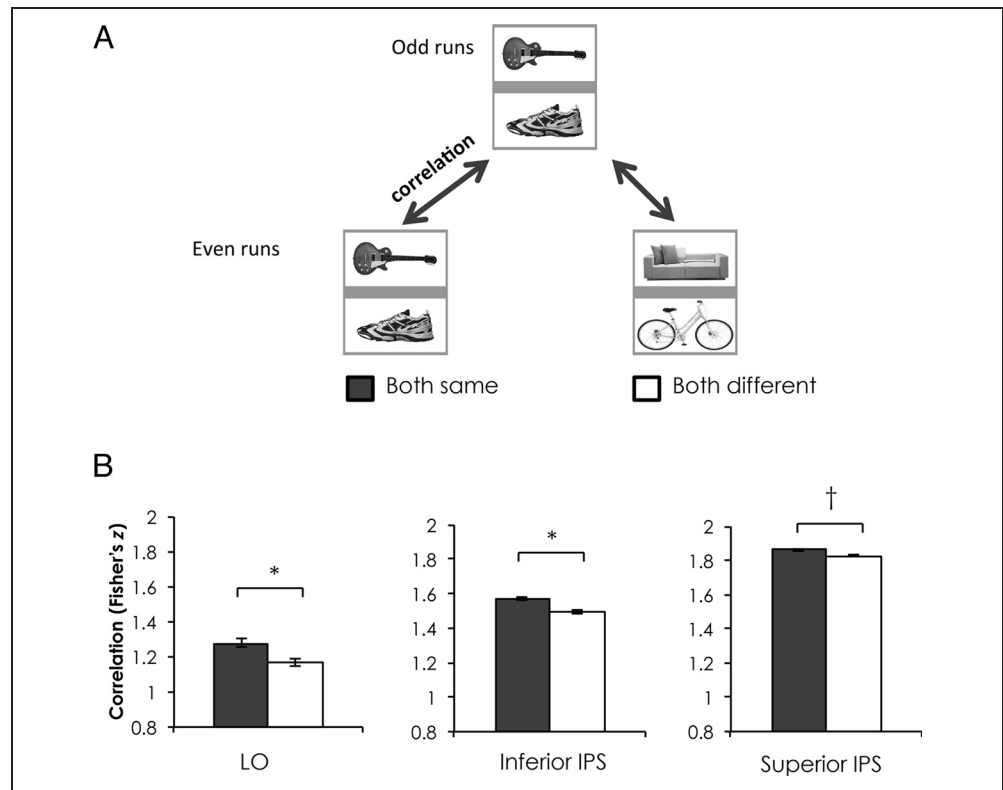 A
Odd runs
correlation
Even runs
Both same
Both different
B
Correlation (Fisher's z)
2
1.8
1.6
1.4
1.2
1
0.8
*
LO
2
1.8
1.6
1.4
1.2
1
0.8
*
Inferior IPS
2
1.8
1.6
1.4
1.2
1
0.8
†
Superior IPS